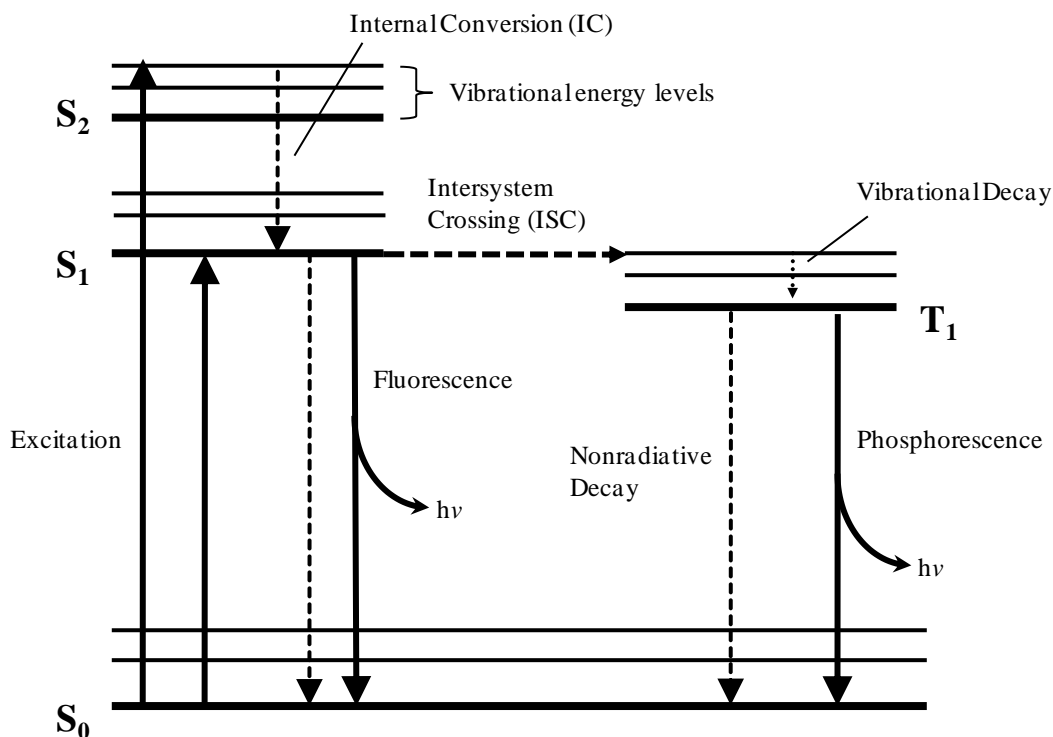 Internal Conversion (IC)
Vibrational energy levels
S2
Intersystem
Crossing (ISC)
Vibrational Decay
S1
T1
Fluorescence
Excitation
Nonradiative
Decay
Phosphorescence
hν
hν
S0